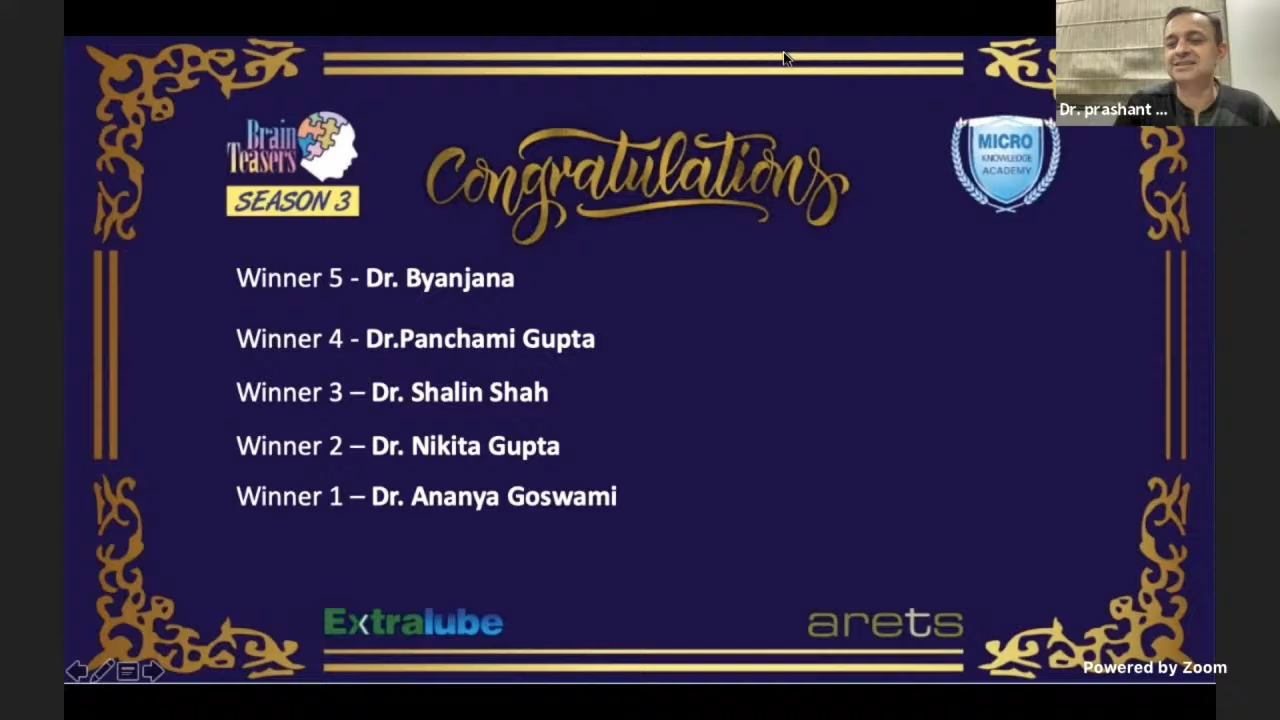 Dr. prashant ...
Brain
Teasers
SEASON 3
Congratulations
MICRO
KNOWLEDGE
ACADEMY
Winner 5 - Dr. Byanjana
Winner 4 - Dr.Panchami Gupta
Winner 3 – Dr. Shalin Shah
Winner 2 – Dr. Nikita Gupta
Winner 1 – Dr. Ananya Goswami
Extralube
arets
Powered by Zoom